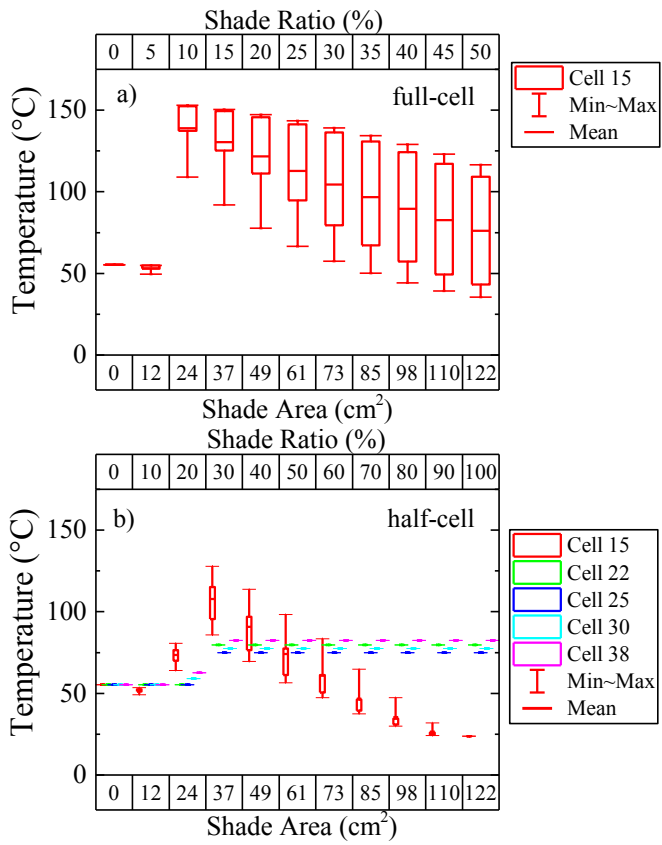 Shade Ratio (%)
0 5 10 15 20 25 30 35 40 45 50
a) full-cell
Temperature (°C)
150
100
50
0
0 12 24 37 49 61 73 85 98 110 122
Shade Area (cm²)
Cell 15
Min~Max
Mean
Shade Ratio (%)
0 10 20 30 40 50 60 70 80 90 100
b) half-cell
Temperature (°C)
150
100
50
0
0 12 24 37 49 61 73 85 98 110 122
Shade Area (cm²)
Cell 15
Cell 22
Cell 25
Cell 30
Cell 38
Min~Max
Mean